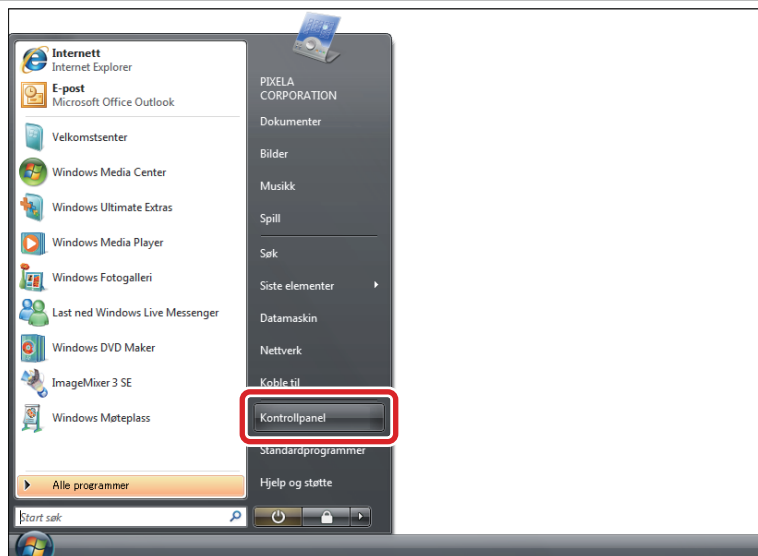 Internett
Internet Explorer
E-post
Microsoft Office Outlook
Velkomstsenter
Windows Media Center
Windows Ultimate Extras
Windows Media Player
Windows Fotogalleri
Last ned Windows Live Messenger
Windows DVD Maker
ImageMixer 3 SE
Windows Møteplass
Alle programmer
Start søk
PIXELA
CORPORATION
Dokumenter
Bilder
Musikk
Spill
Søk
Siste elementer
Datamaskin
Nettverk
Koble til
Kontrollpanel
Standardprogrammer
Hjelp og støtte